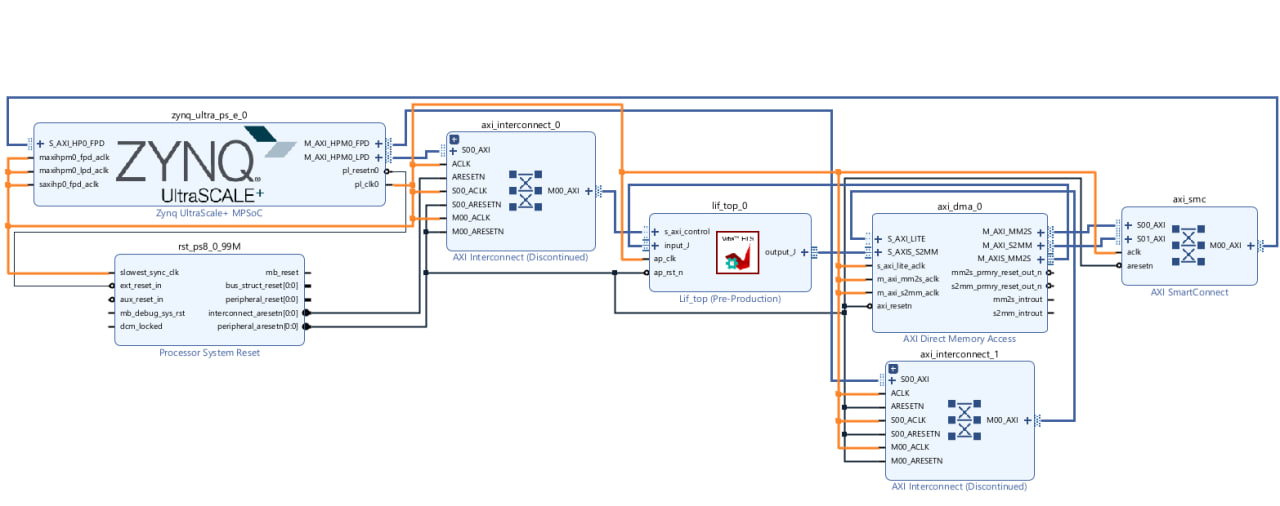 zynq_ultra_ps_e_0
S_AXI_HP0_FPD
maxihpm0_fpd_aclk
maxihpm0_lpd_aclk
saxihp0_fpd_aclk
ZYNQ
UltraSCALE+
M_AXI_HPM0_FPD
M_AXI_HPM0_LPD
pl_resetn0
pl_clk0
Zynq UltraScale+ MPSoC
rst_ps8_0_99M
slowest_sync_clk
ext_reset_in
aux_reset_in
mb_debug_sys_rst
dcm_locked
mb_reset
bus_struct_reset[0:0]
peripheral_reset[0:0]
interconnect_aresetn[0:0]
peripheral_aresetn[0:0]
Processor System Reset
axi_interconnect_0
S00_AXI
ACLK
ARESETN
S00_ACLK
S00_ARESETN
M00_ACLK
M00_ARESETN
M00_AXI
AXI Interconnect (Discontinued)
lif_top_0
s_axi_control
input_r
ap_clk
ap_rst_n
Vitis™ HLS
output_r
Lif_top (Pre-Production)
axi_dma_0
S_AXI_LITE
S_AXIS_S2MM
s_axi_lite_aclk
m_axi_mm2s_aclk
m_axi_s2mm_aclk
axi_resetn
M_AXI_MM2S
M_AXI_S2MM
M_AXIS_MM2S
mm2s_prmry_reset_out_n
s2mm_prmry_reset_out_n
mm2s_introut
s2mm_introut
AXI Direct Memory Access
axi_smc
S00_AXI
S01_AXI
aclk
aresetn
M00_AXI
AXI SmartConnect
axi_interconnect_1
S00_AXI
ACLK
ARESETN
S00_ACLK
S00_ARESETN
M00_ACLK
M00_ARESETN
M00_AXI
AXI Interconnect (Discontinued)